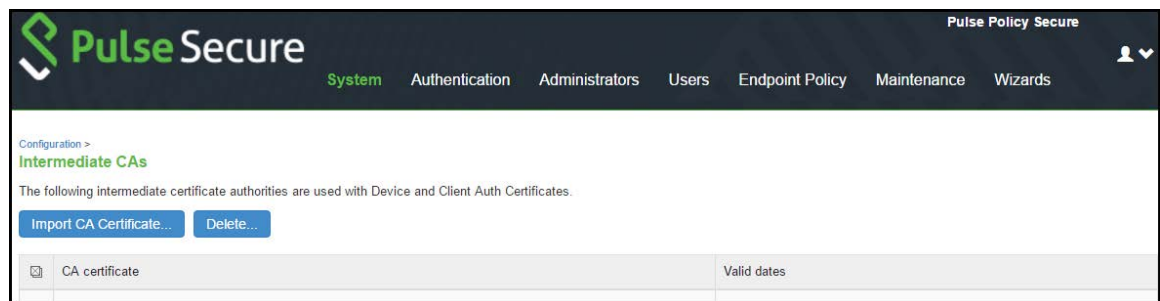 Pulse Policy Secure
Pulse Secure
System Authentication Administrators Users Endpoint Policy Maintenance Wizards
Configuration >
Intermediate CAs
The following intermediate certificate authorities are used with Device and Client Auth Certificates.
Import CA Certificate... Delete...
CA certificate Valid dates